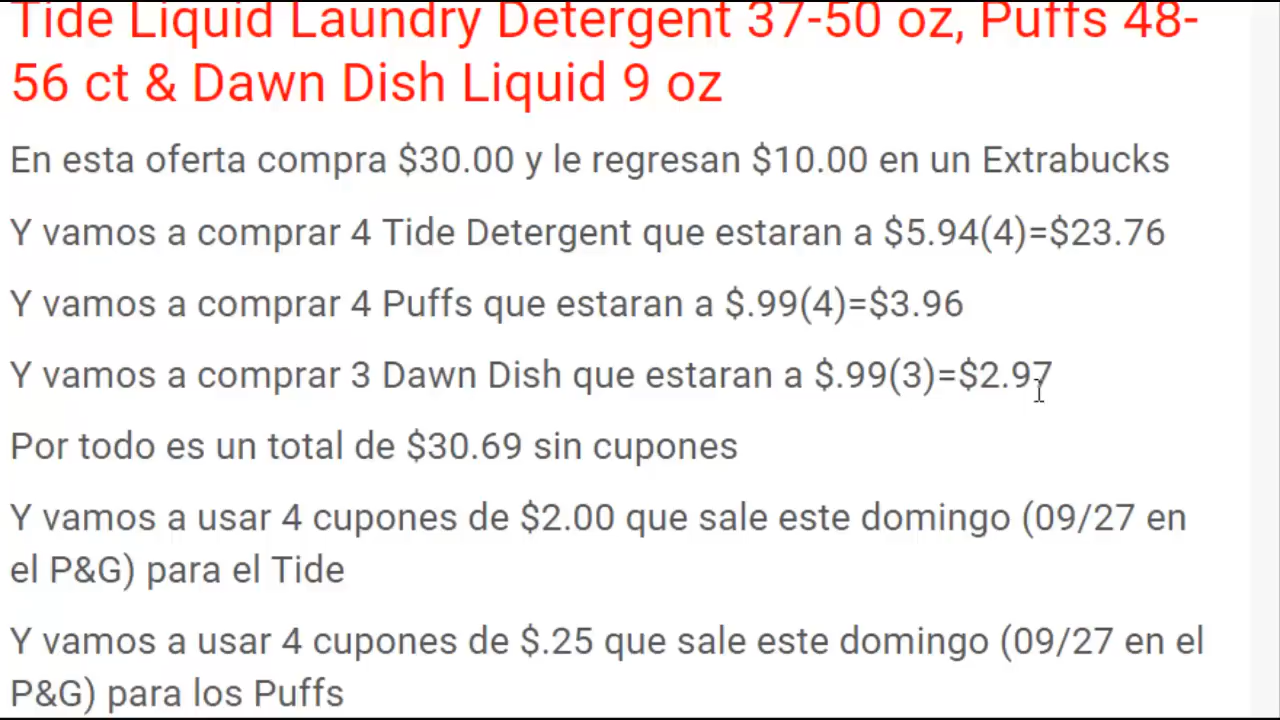 Tide Liquid Laundry Detergent 37-50 oz, Puffs 48-
56 ct & Dawn Dish Liquid 9 oz
En esta oferta compra $30.00 y le regresan $10.00 en un Extrabucks
Y vamos a comprar 4 Tide Detergent que estaran a $5.94(4)=$23.76
Y vamos a comprar 4 Puffs que estaran a $.99(4)=$3.96
Y vamos a comprar 3 Dawn Dish que estaran a $.99(3)=$2.97
Por todo es un total de $30.69 sin cupones
Y vamos a usar 4 cupones de $2.00 que sale este domingo (09/27 en
el P&G) para el Tide
Y vamos a usar 4 cupones de $.25 que sale este domingo (09/27 en el
P&G) para los Puffs